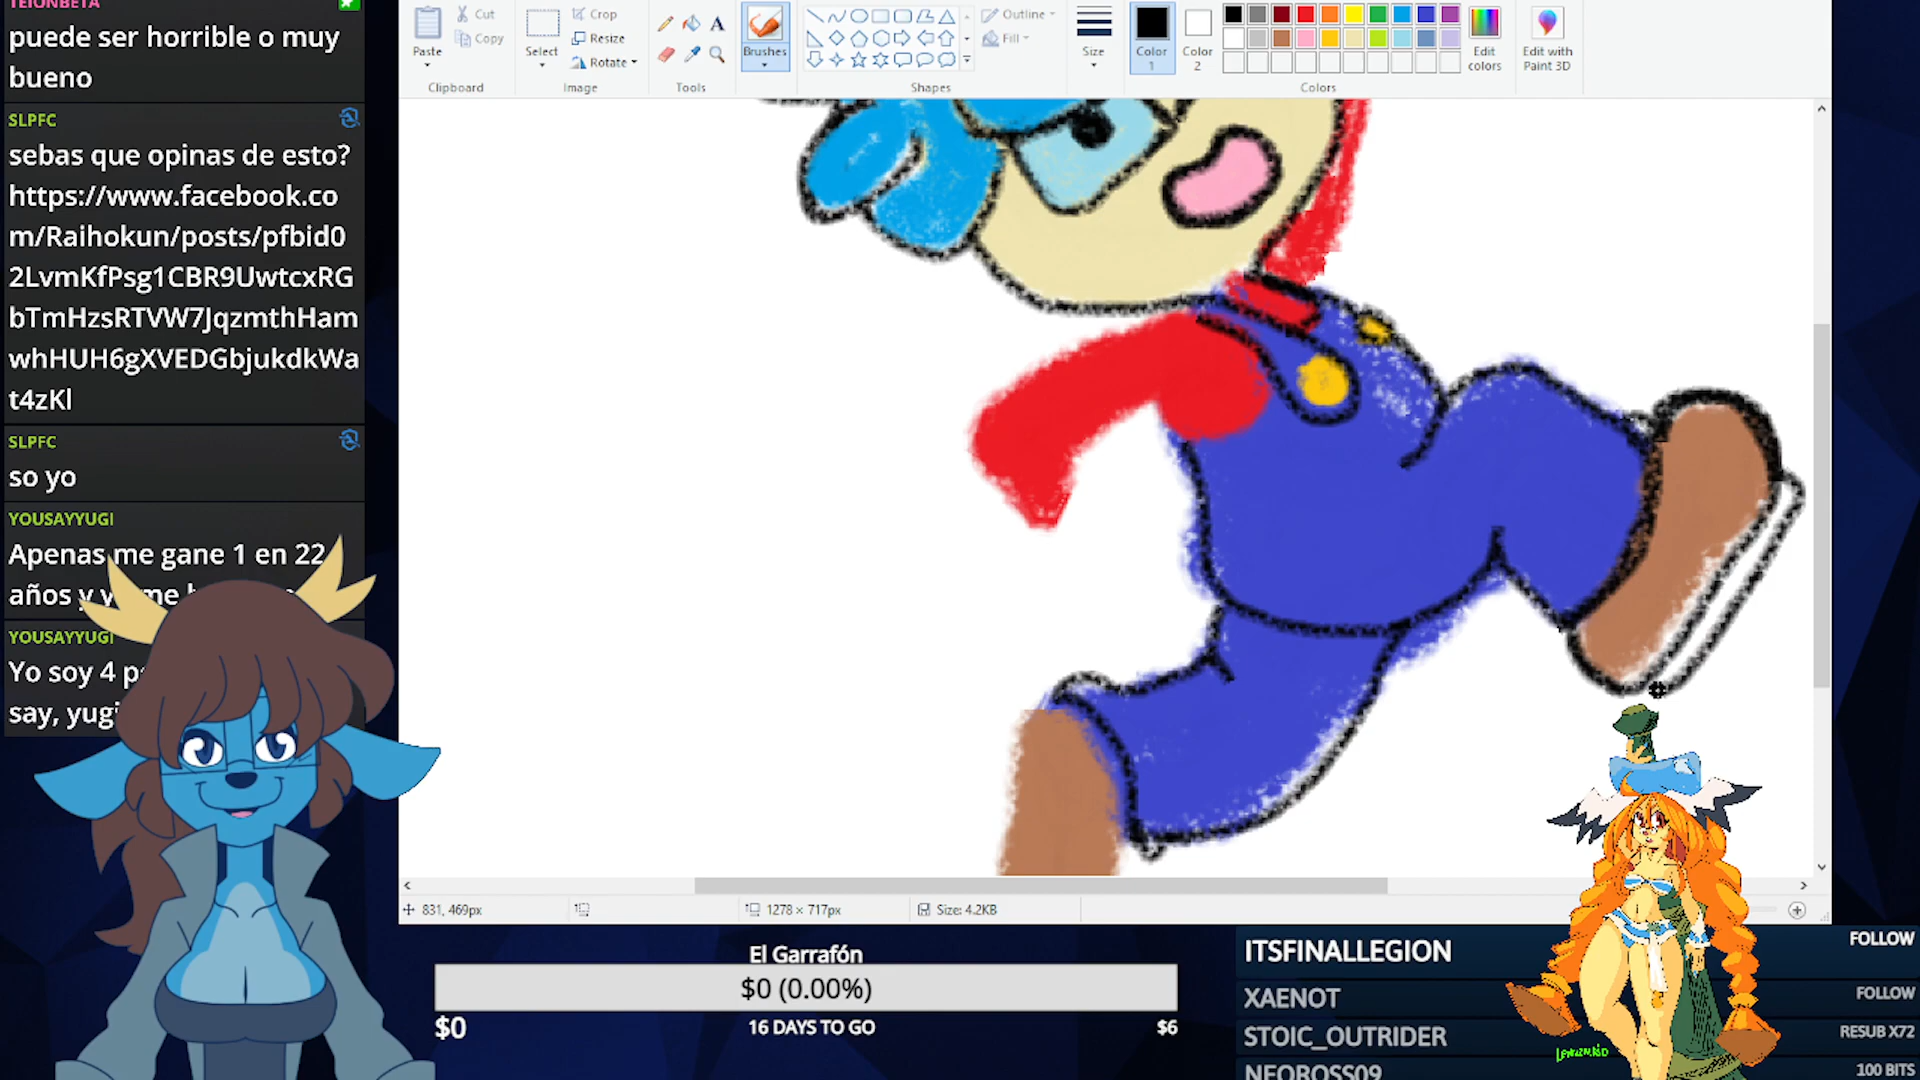 TEIONBETA
puede ser horrible o muy
bueno
SLPFC
sebas que opinas de esto?
https://www.facebook.co
m/Raihokun/posts/pfbid0
2LvmKfPsg1CBR9UwtcxRG
bTmHzsRTVW7JqzmthHam
whHUH6gXVEDGbjukdkWa
t4zKl
SLPFC
so yo
YOUSAYYUGI
Apenas me gane 1 en 22
años y
YOUSAYYUGI
Yo soy 4
say, yugi
Paste
Cut
Copy
Clipboard
Select
Crop
Resize
Rotate
Image
A
Tools
Brushes
Shapes
Outline
Fill
Size
Color
1
Color
2
Colors
Edit
colors
Edit with
Paint 3D
831, 469px
1278 × 717px
Size: 4.2KB
El Garrafón
$0 (0.00%)
$0
16 DAYS TO GO
$6
ITSFINALLEGION
FOLLOW
XAENOT
FOLLOW
STOIC_OUTRIDER
RESUB X72
NEOROSS09
100 BITS